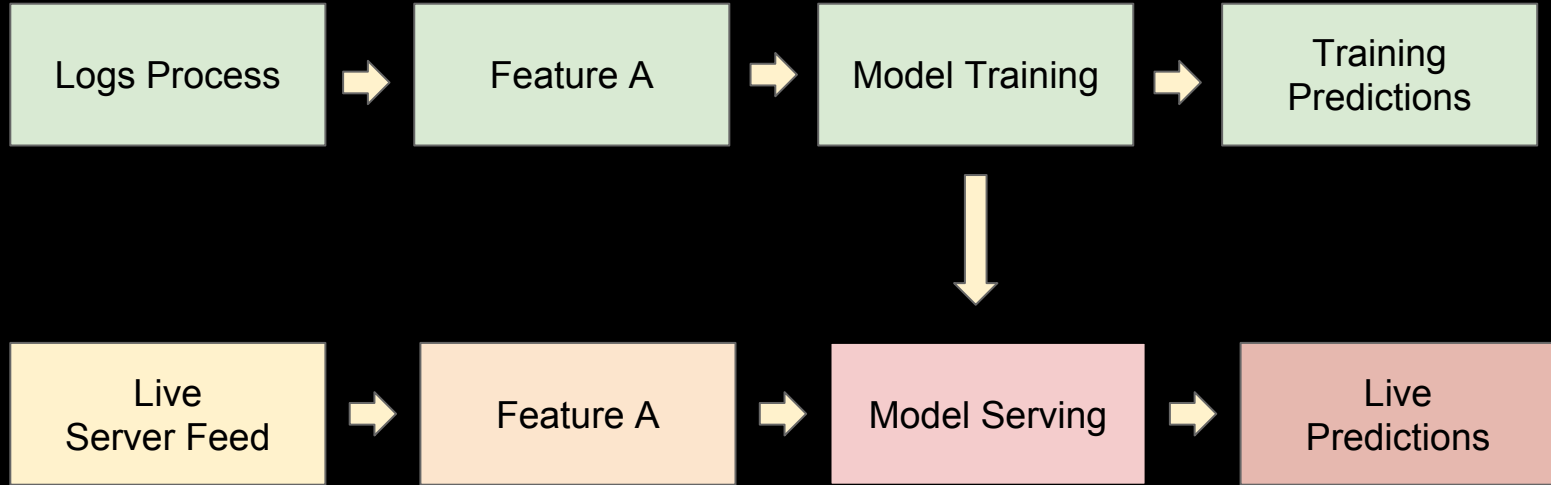 Logs Process
Feature A
Model Training
Training
Predictions
Live
Server Feed
Feature A
Model Serving
Live
Predictions